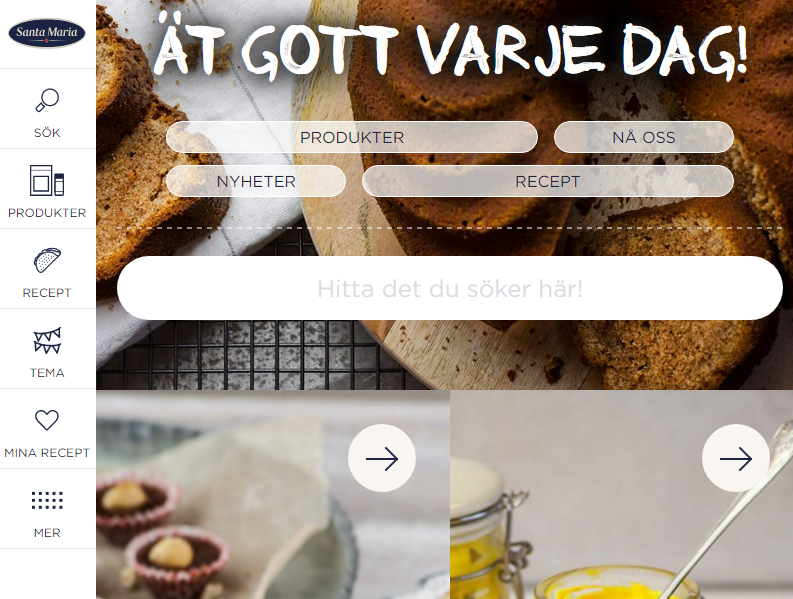 Santa Maria
SÖK
PRODUKTER
RECEPT
TEMA
MINA RECEPT
MER
ÄT GOTT VARJE DAG!
PRODUKTER
NÅ OSS
NYHETER
RECEPT
Hitta det du söker här!